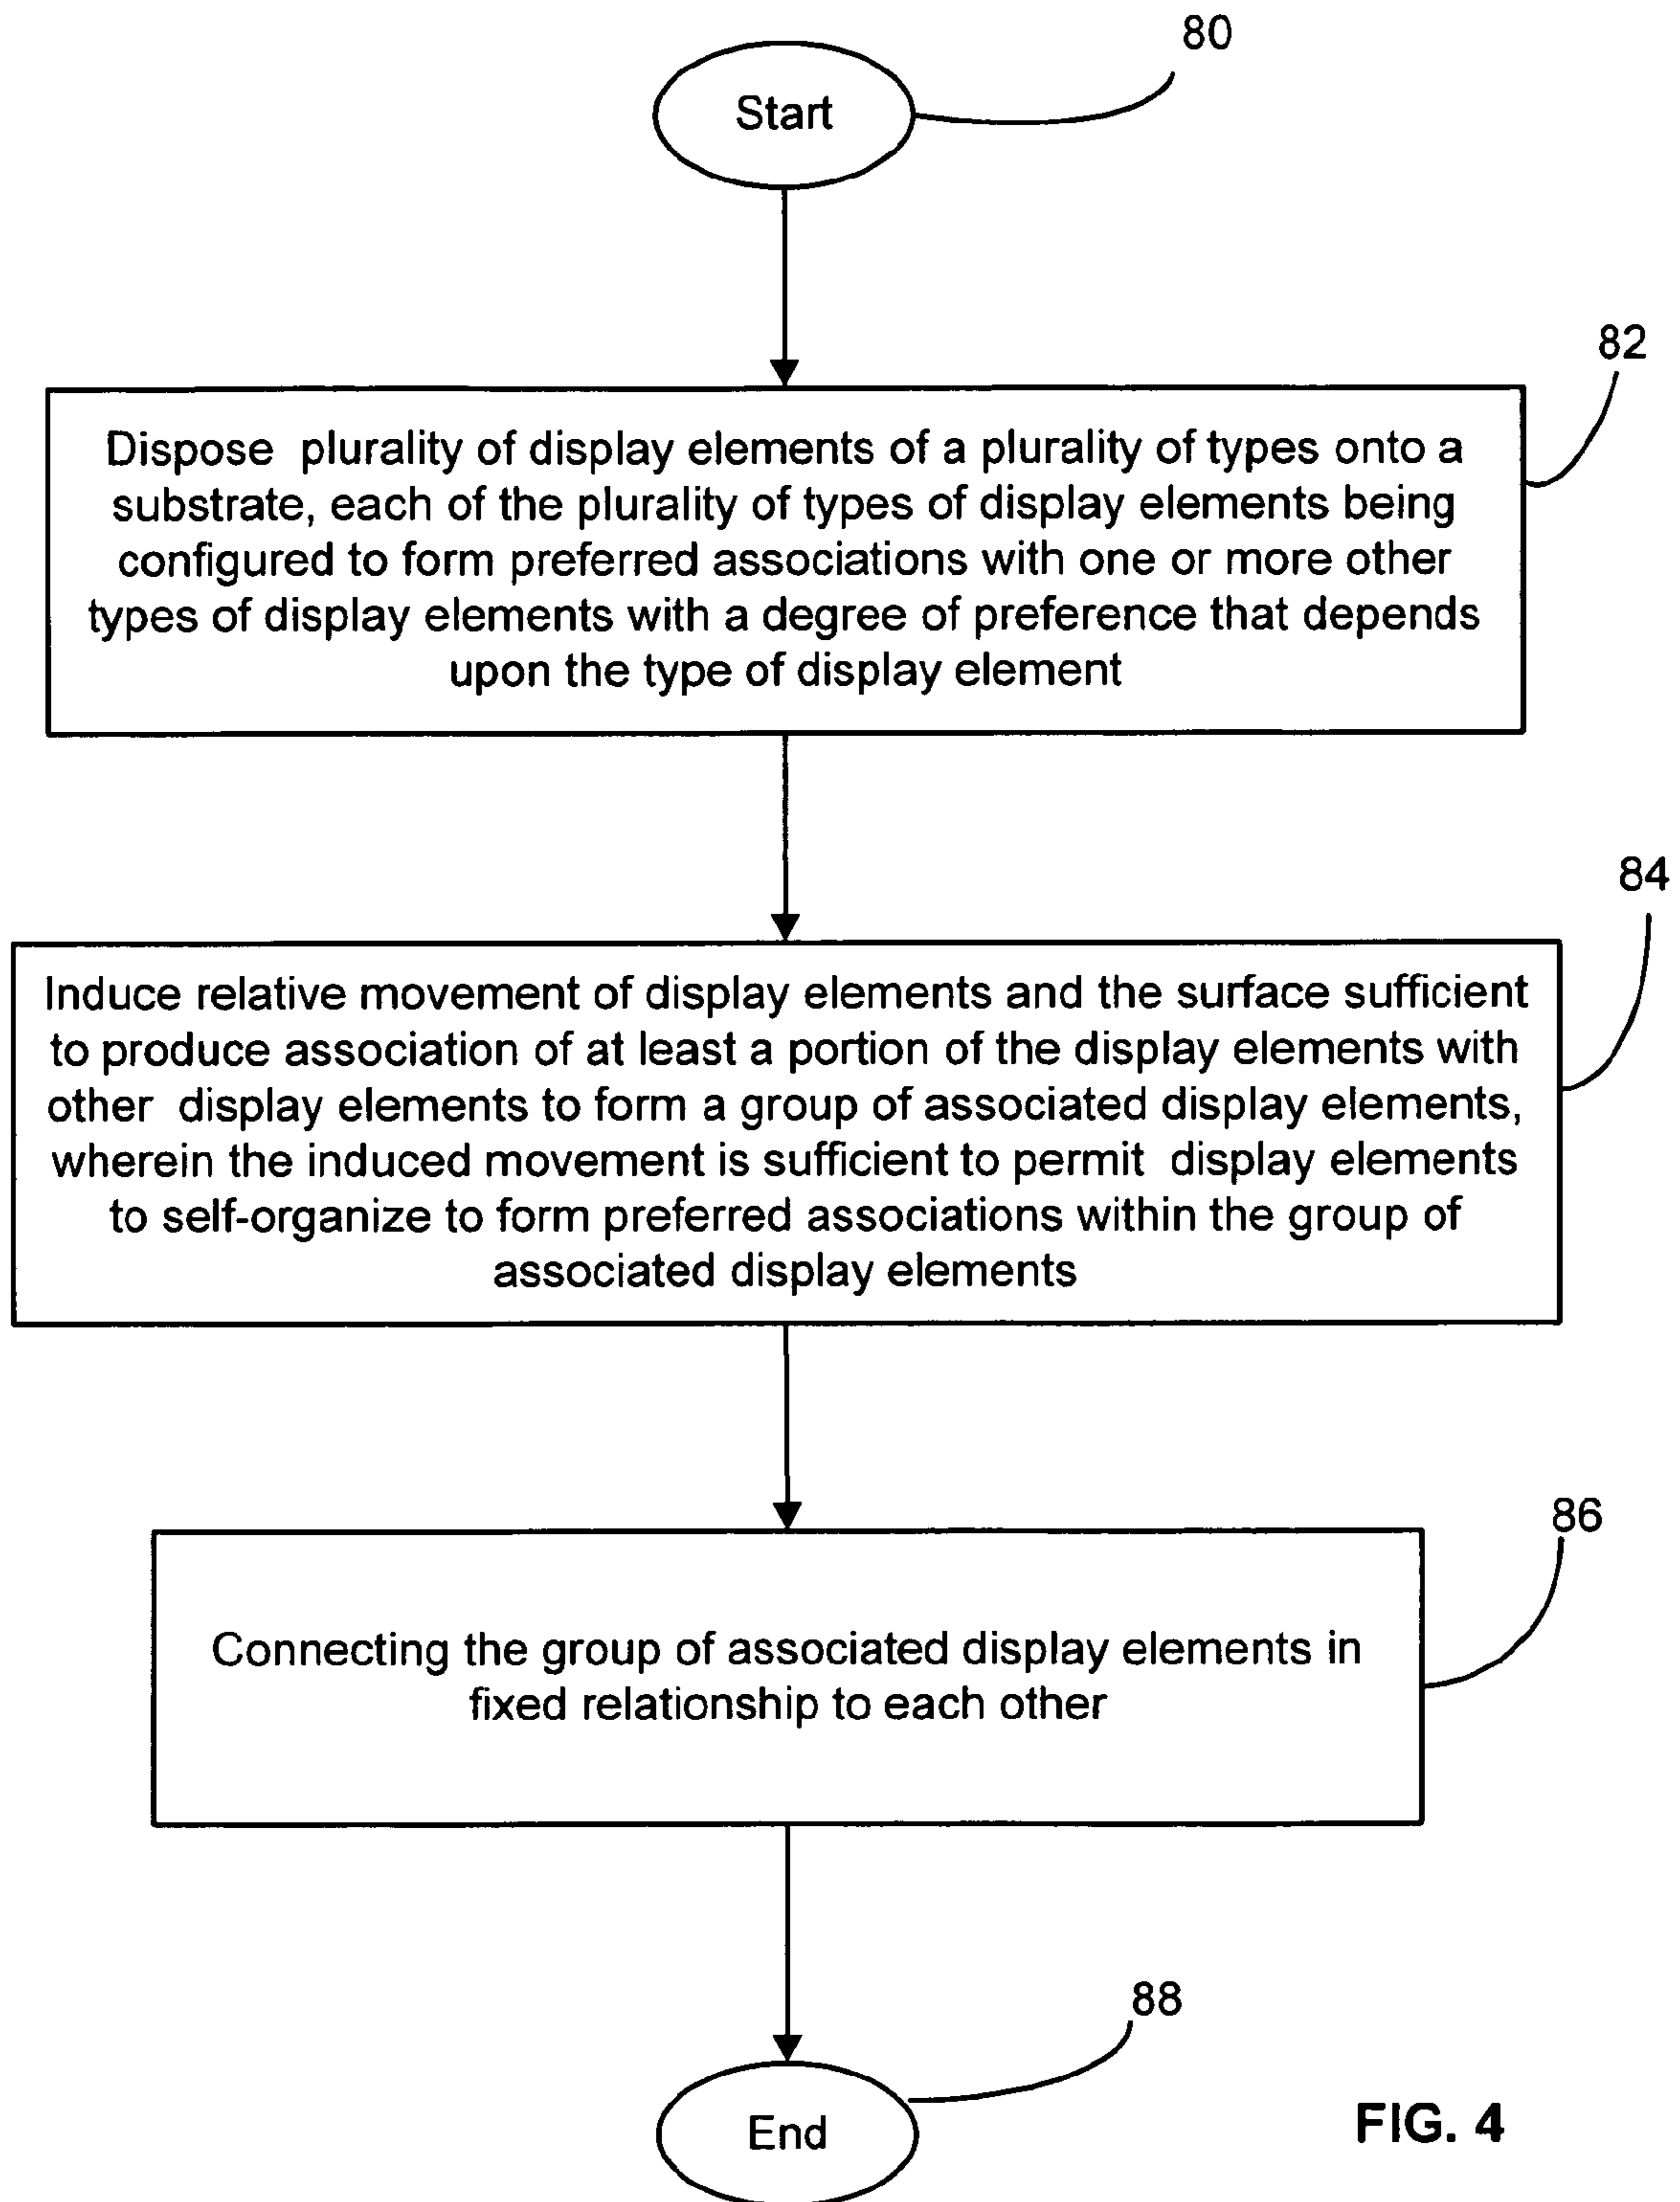 80
Start
82
Dispose plurality of display elements of a plurality of types onto a
substrate, each of the plurality of types of display elements being
configured to form preferred associations with one or more other
types of display elements with a degree of preference that depends
upon the type of display element
84
Induce relative movement of display elements and the surface sufficient
to produce association of at least a portion of the display elements with
other display elements to form a group of associated display elements,
wherein the induced movement is sufficient to permit display elements
to self-organize to form preferred associations within the group of
associated display elements
86
Connecting the group of associated display elements in
fixed relationship to each other
88
End
FIG. 4